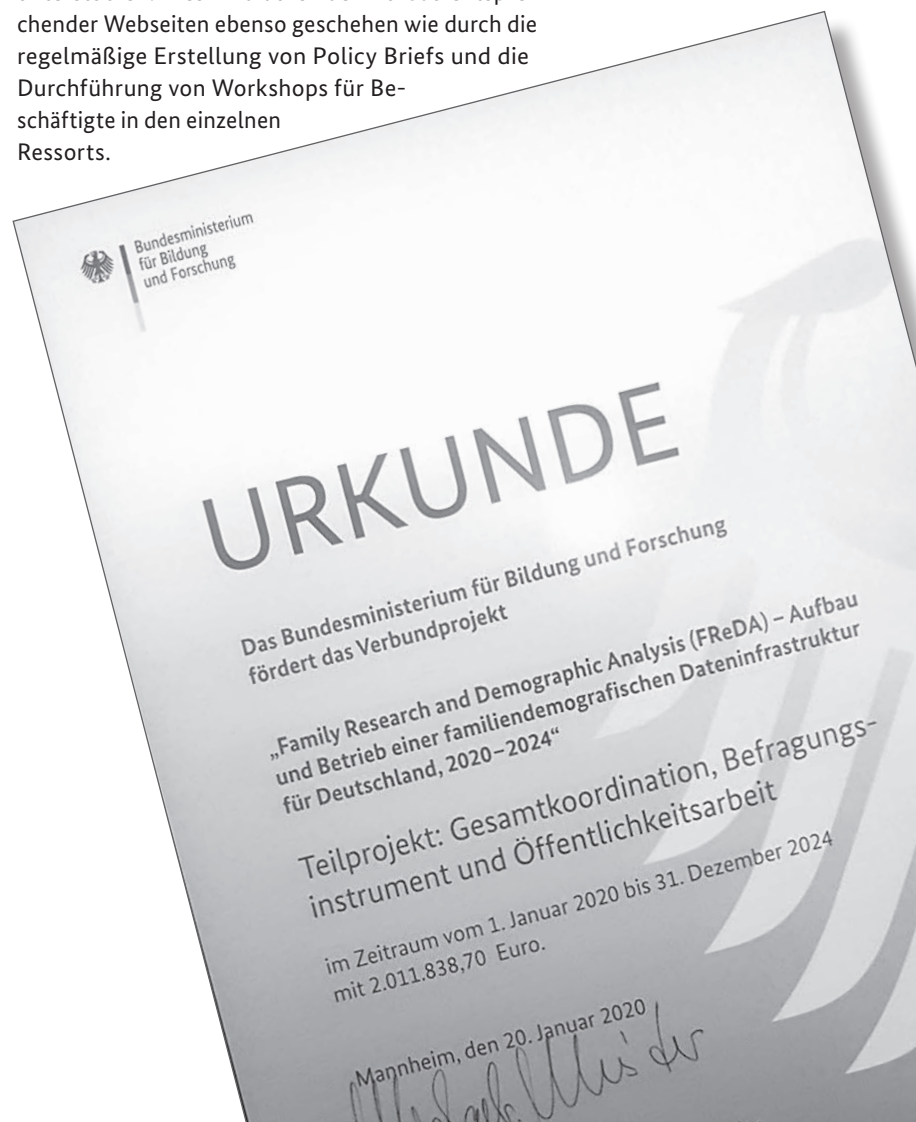 chender Webseiten ebenso geschehen wie durch die
regelmäßige Erstellung von Policy Briefs und die
Durchführung von Workshops für Be-
schäftigte in den einzelnen
Ressorts.
Bundesministerium
für Bildung
und Forschung
URKUNDE
Das Bundesministerium für Bildung und Forschung
fördert das Verbundprojekt
„Family Research and Demographic Analysis (FReDA) – Aufbau
und Betrieb einer familiendemografischen Dateninfrastruktur
für Deutschland, 2020–2024“
Teilprojekt: Gesamtkoordination, Befragungs-
instrument und Öffentlichkeitsarbeit
im Zeitraum vom 1. Januar 2020 bis 31. Dezember 2024
mit 2.011.838,70 Euro.
Mannheim, den 20. Januar 2020